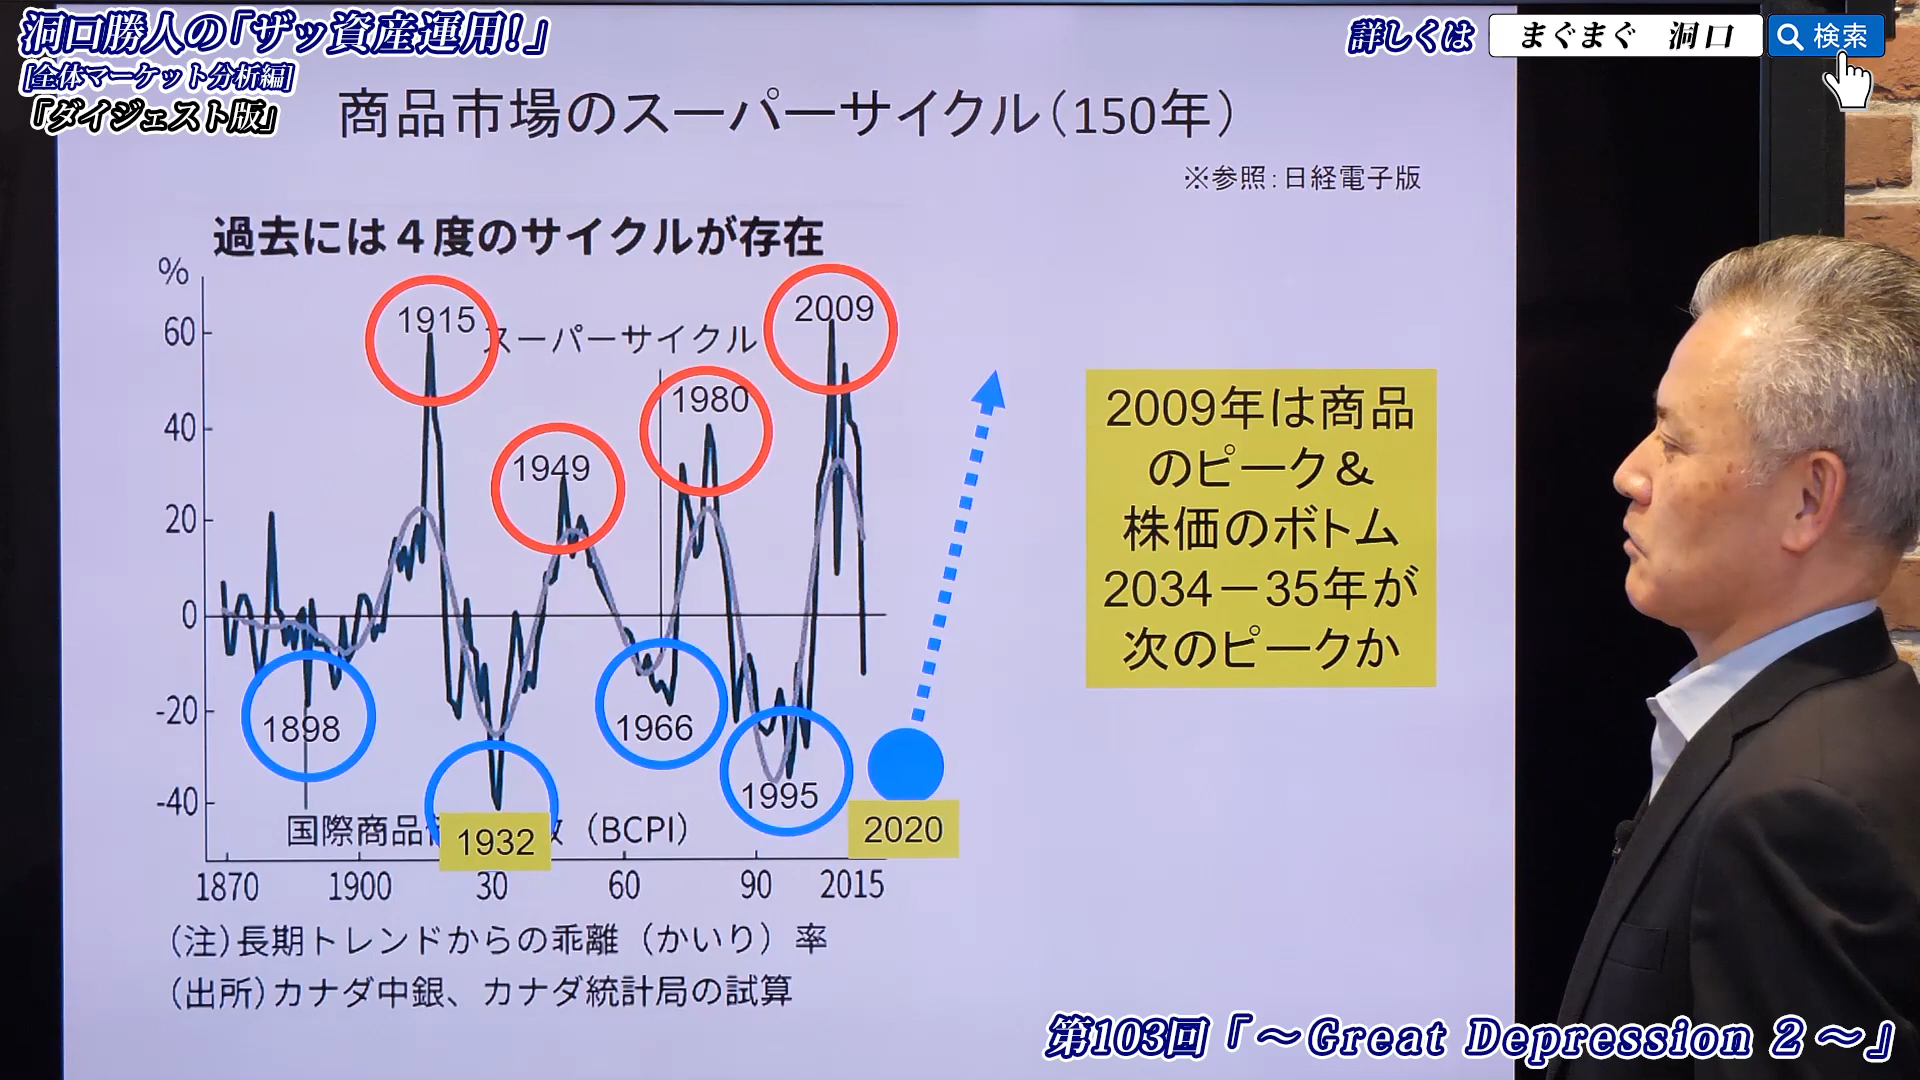 洞口勝人の「ザッ資産運用!」
[全体マーケット分析編]
「ダイジェスト版」
詳しくは
まぐまぐ 洞口
検索
商品市場のスーパーサイクル（150年）
※参照：日経電子版
過去には４度のサイクルが存在
%
60
40
20
0
-20
-40
1915
スーパーサイクル
2009
1980
1949
1898
1966
1995
1932
2020
国際商品
（BCPI）
1870
1900
30
60
90
2015
（注）長期トレンドからの乖離（かいり）率
（出所）カナダ中銀、カナダ統計局の試算
2009年は商品
のピーク＆
株価のボトム
2034－35年が
次のピークか
第103回「～Great Depression 2～」